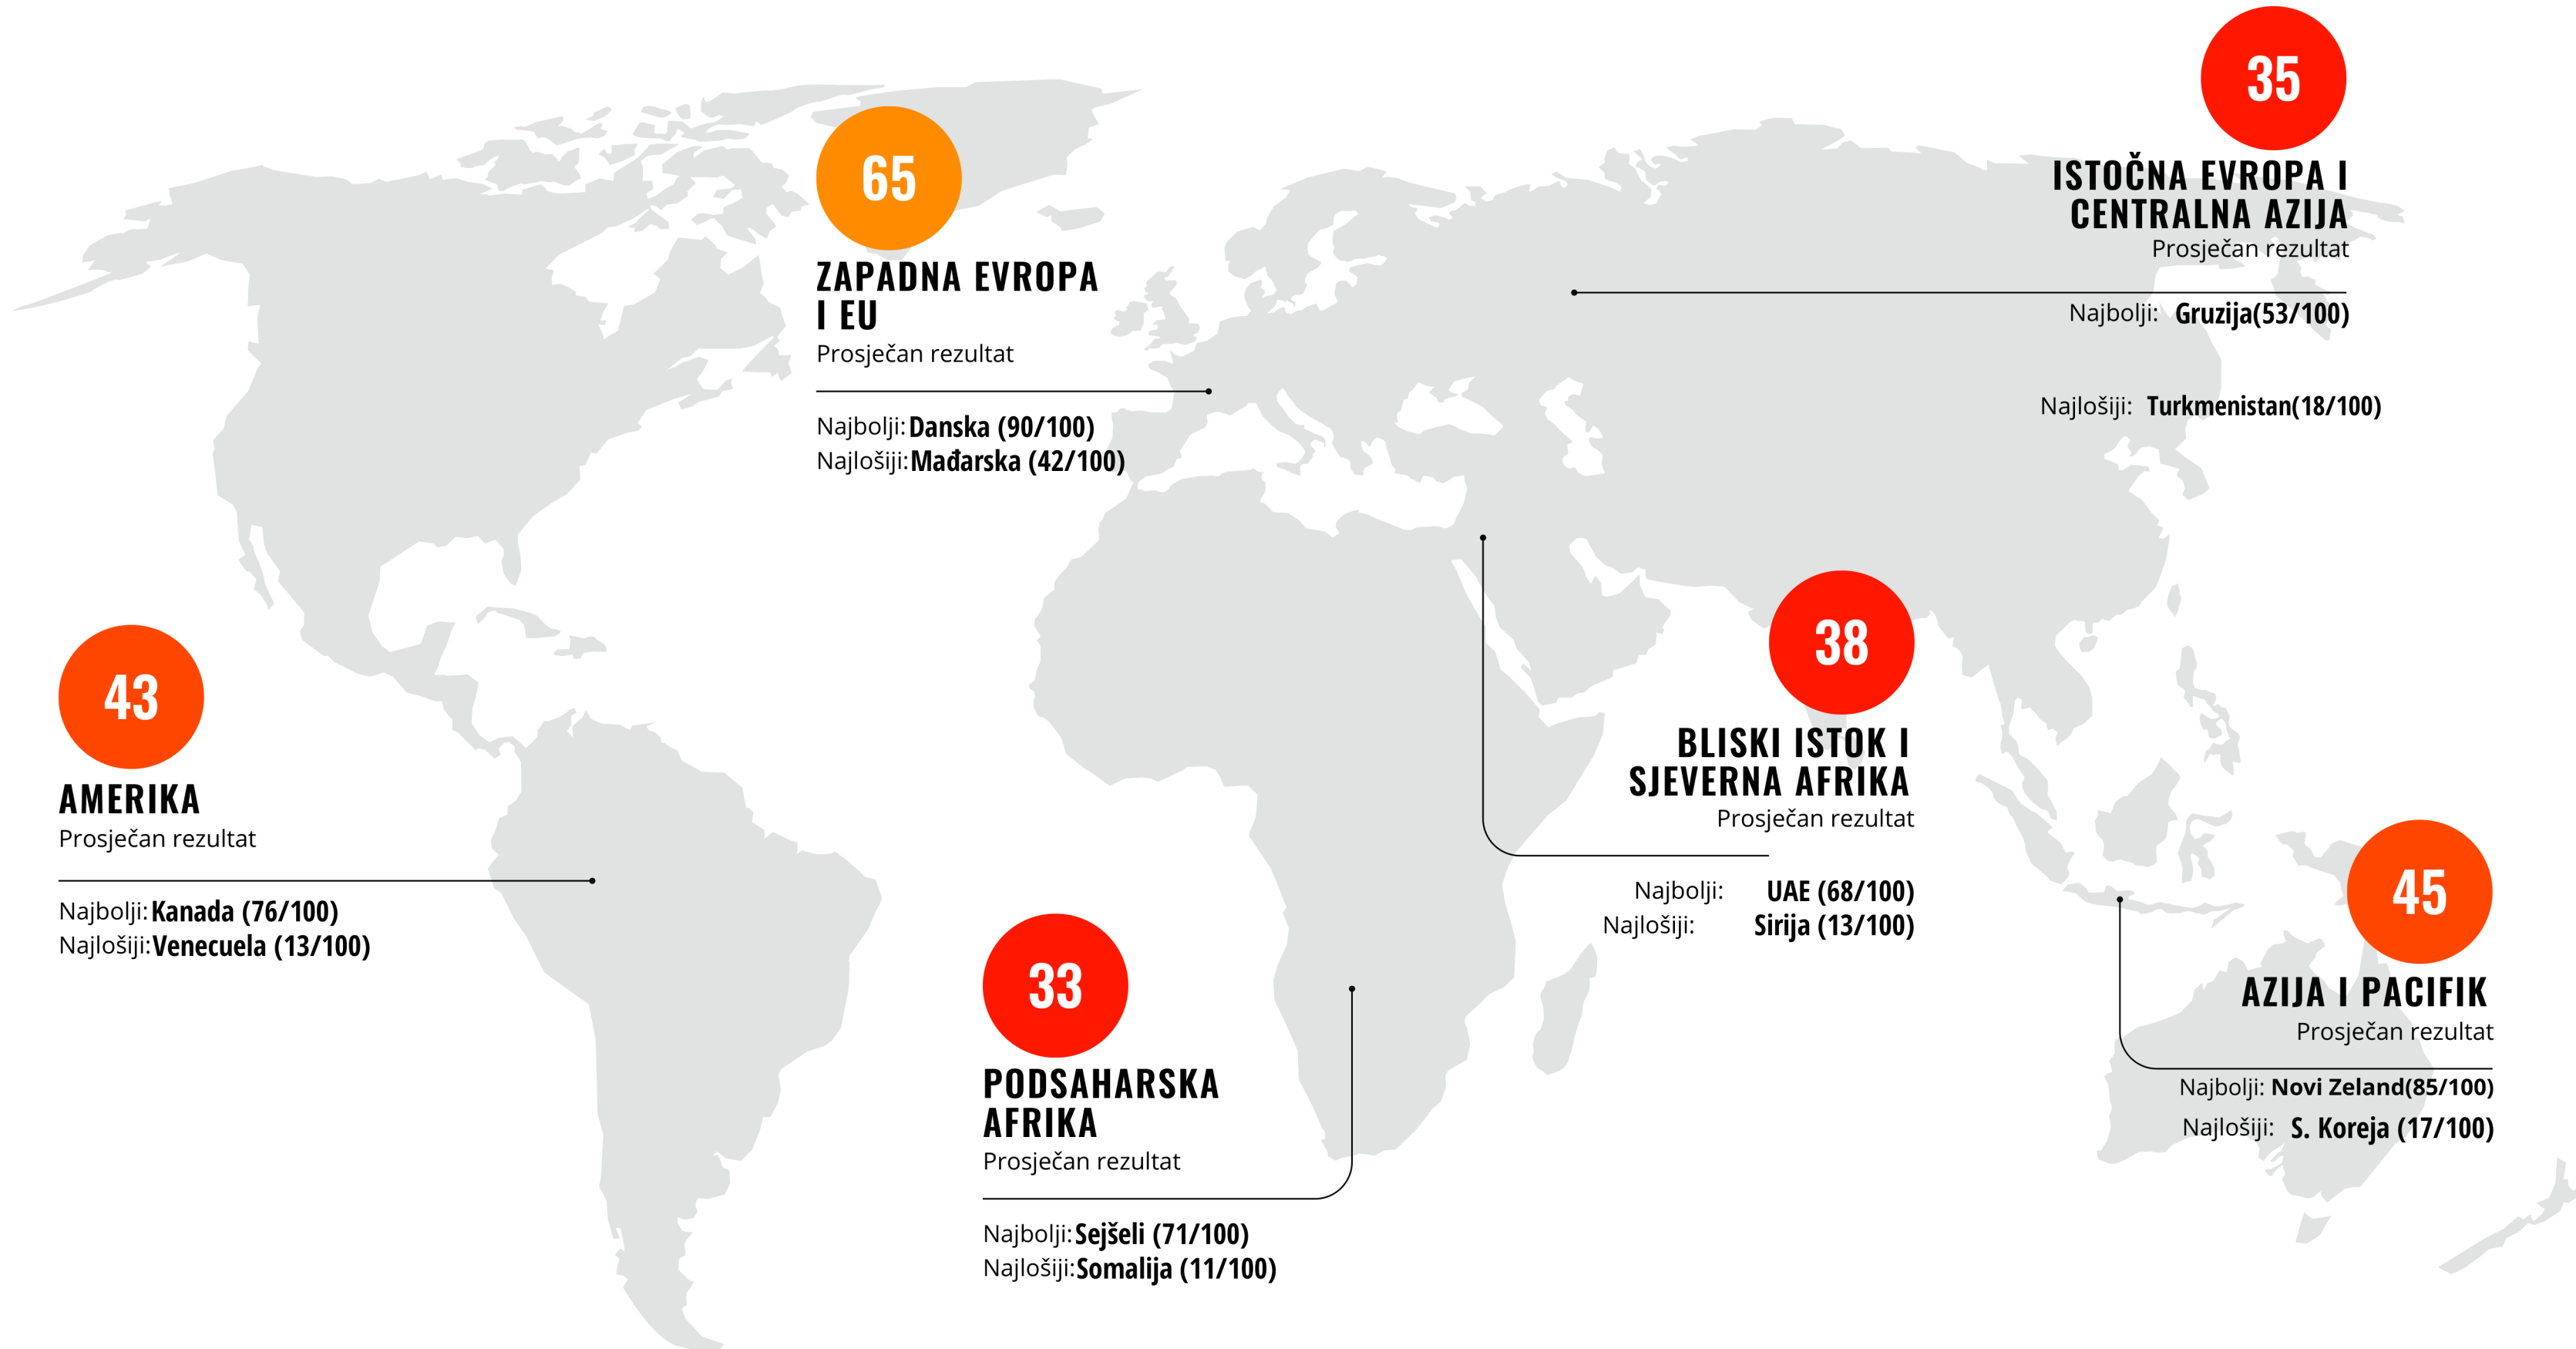 35
ISTOČNA EVROPA I
CENTRALNA AZIJA
Prosječan rezultat
Najbolji: Gruzija(53/100)
Najlošiji: Turkmenistan(18/100)
65
ZAPADNA EVROPA
I EU
Prosječan rezultat
Najbolji: Danska (90/100)
Najlošiji: Mađarska (42/100)
43
AMERIKA
Prosječan rezultat
Najbolji: Kanada (76/100)
Najlošiji: Venecuela (13/100)
38
BLISKI ISTOK I
SJEVERNA AFRIKA
Prosječan rezultat
Najbolji: UAE (68/100)
Najlošiji: Sirija (13/100)
33
PODSAHARSKA
AFRIKA
Prosječan rezultat
Najbolji: Sejšeli (71/100)
Najlošiji: Somalija (11/100)
45
AZIJA I PACIFIK
Prosječan rezultat
Najbolji: Novi Zeland(85/100)
Najlošiji: S. Koreja (17/100)